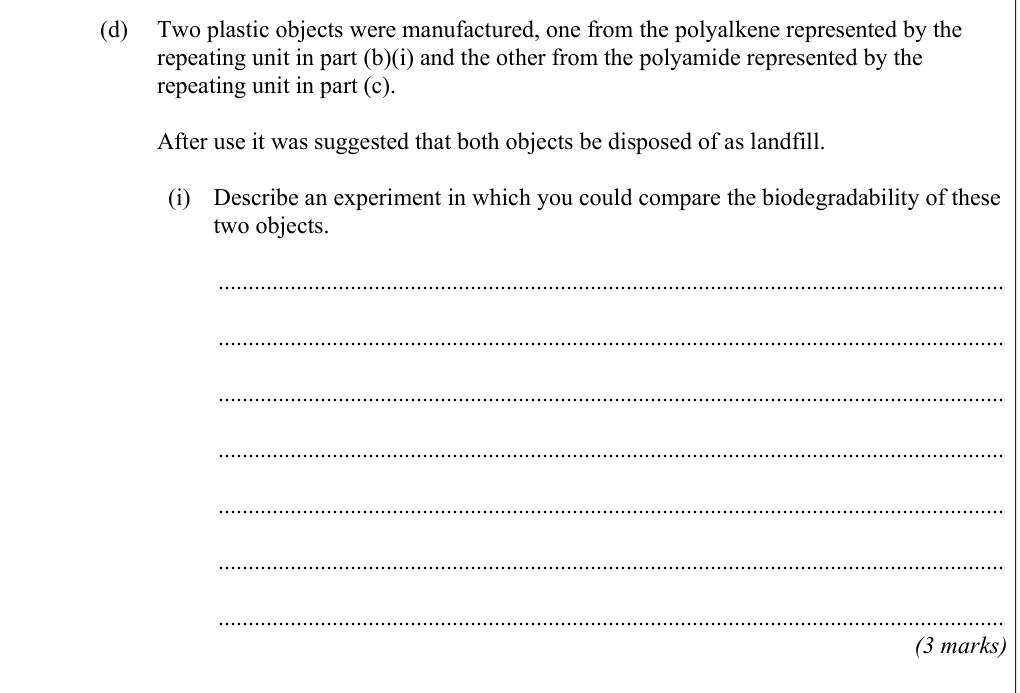 (d) Two plastic objects were manufactured, one from the polyalkene represented by the
repeating unit in part (b)(i) and the other from the polyamide represented by the
repeating unit in part (c).
After use it was suggested that both objects be disposed of as landfill.
(i) Describe an experiment in which you could compare the biodegradability of these
two objects.
(3 marks)